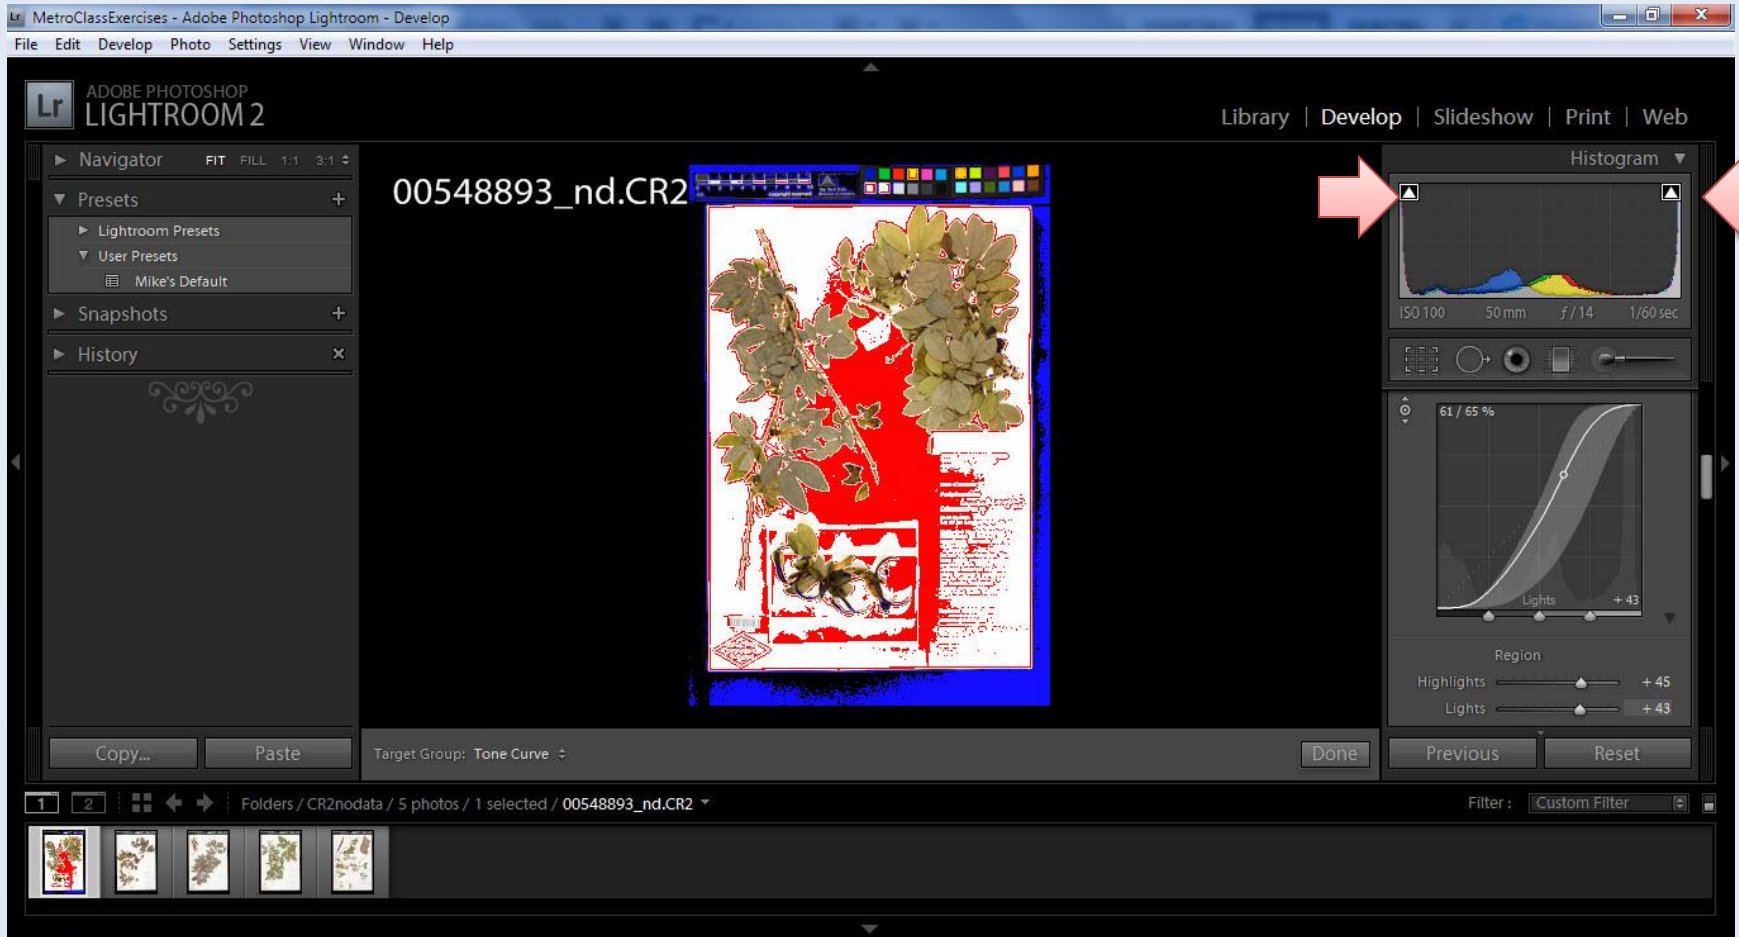 MetroClassExercises - Adobe Photoshop Lightroom - Develop
File Edit Develop Photo Settings View Window Help
Lr ADOBE PHOTOSHOP
LIGHTROOM 2
Library | Develop | Slideshow | Print | Web
Navigator FIT FILL 1:1 3:1
Presets +
Lightroom Presets
User Presets
Mike's Default
Snapshots +
History ×
00548893_nd.CR2
Histogram
ISO 100 50 mm f / 14 1/60 sec
61 / 65 %
Lights + 43
Region
Highlights + 45
Lights + 43
Copy... Paste
Target Group: Tone Curve
Done
Previous Reset
1 2 Folders / CR2nodata / 5 photos / 1 selected / 00548893_nd.CR2
Filter : Custom Filter